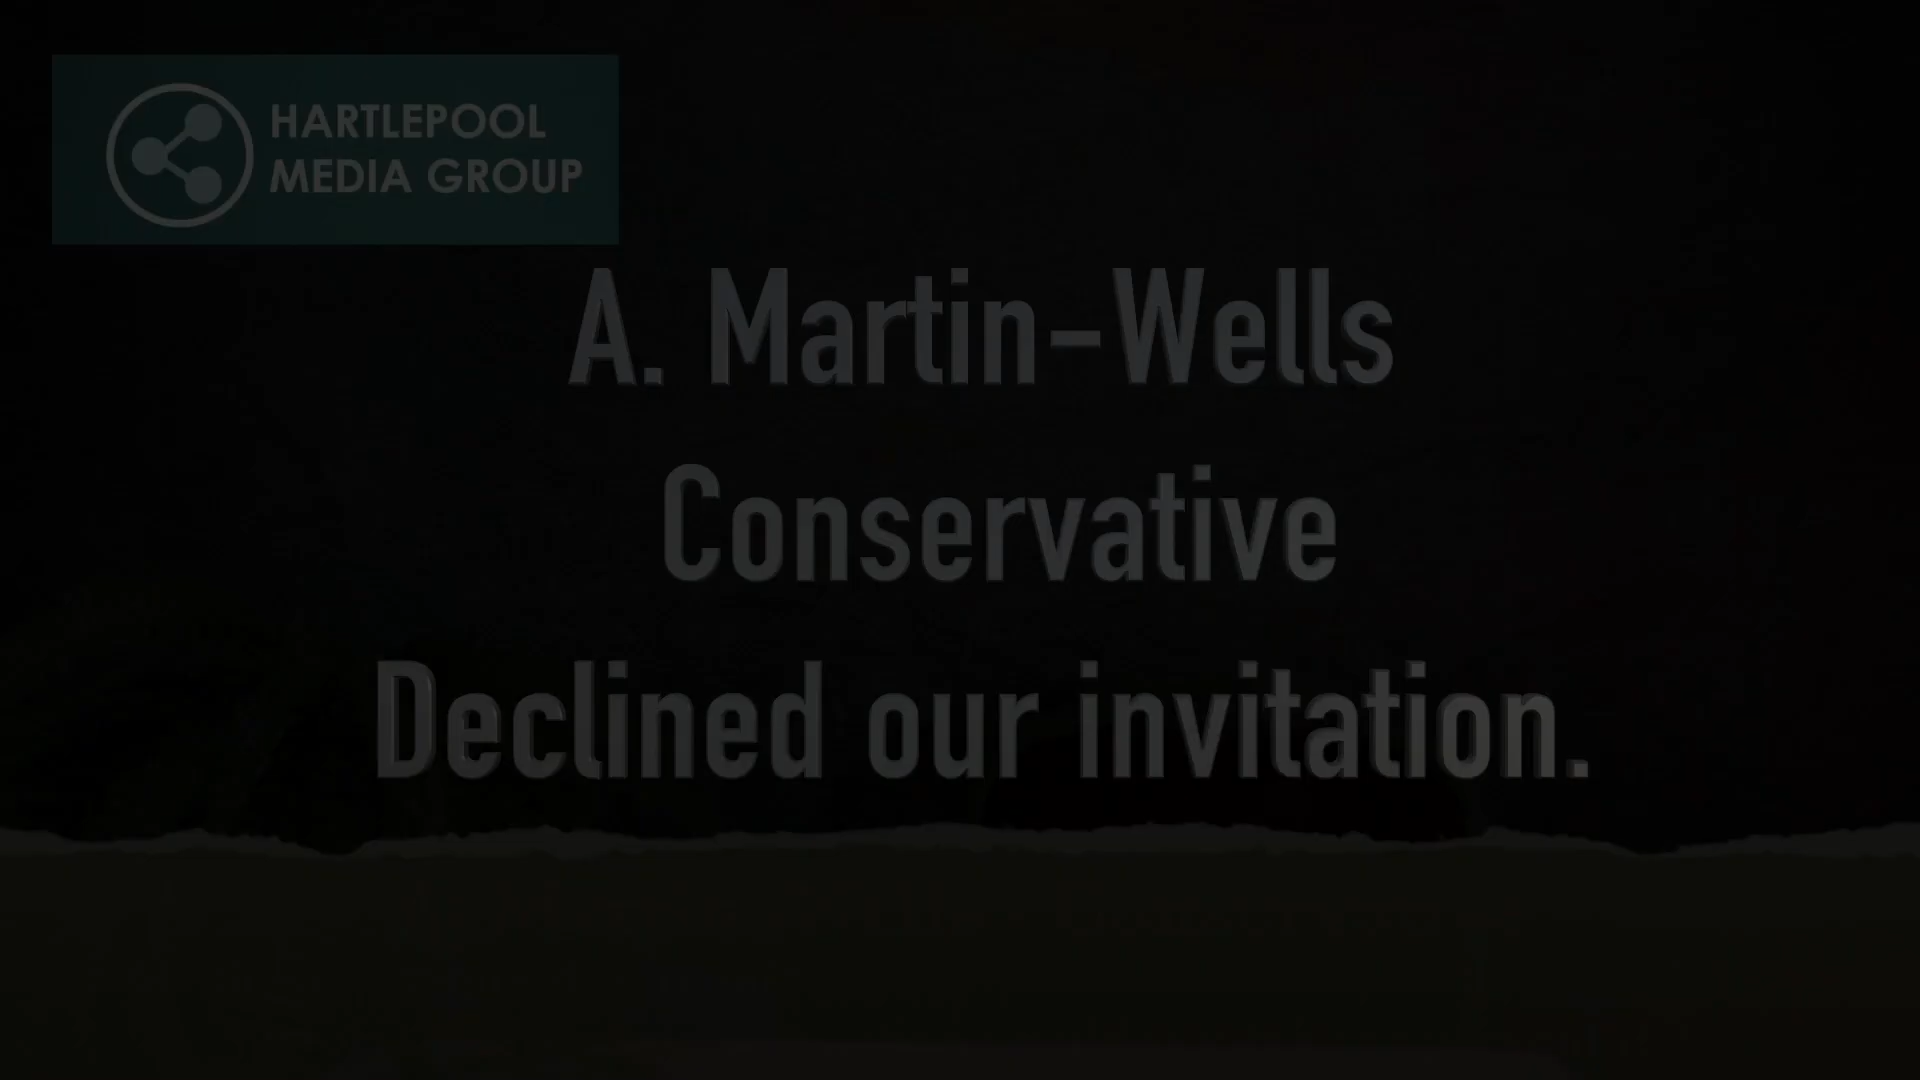 HARTLEPOOL
MEDIA GROUP
A. Martin-Wells
Conservative
Declined our invitation.